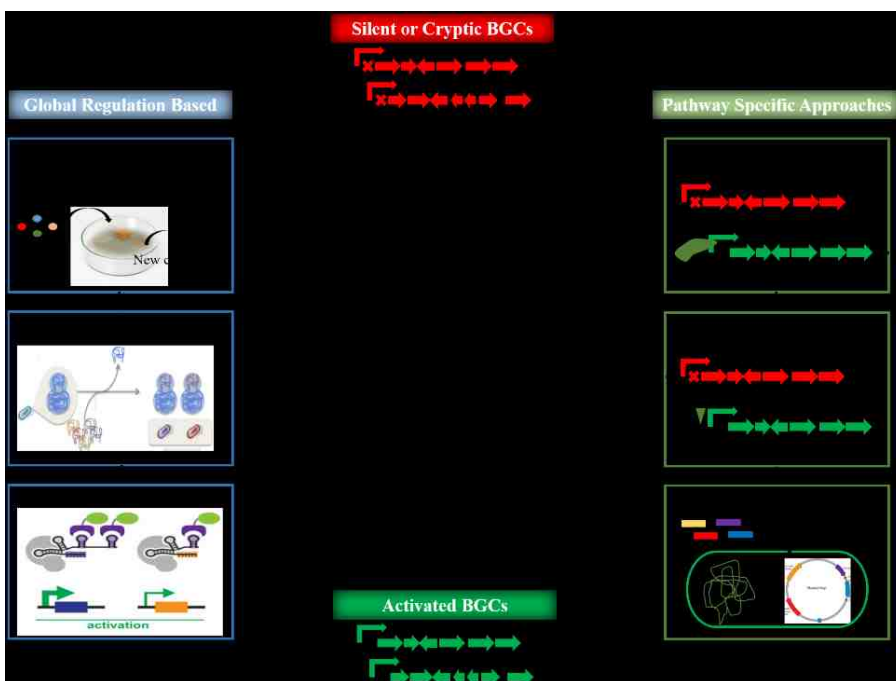 Silent or Cryptic BGCs
Global Regulation Based
Pathway Specific Approaches
New c
activation
Activated BGCs